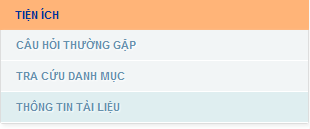 TIỆN ÍCH
CÂU HỎI THƯỜNG GẶP
TRA CỨU DANH MỤC
THÔNG TIN TÀI LIỆU